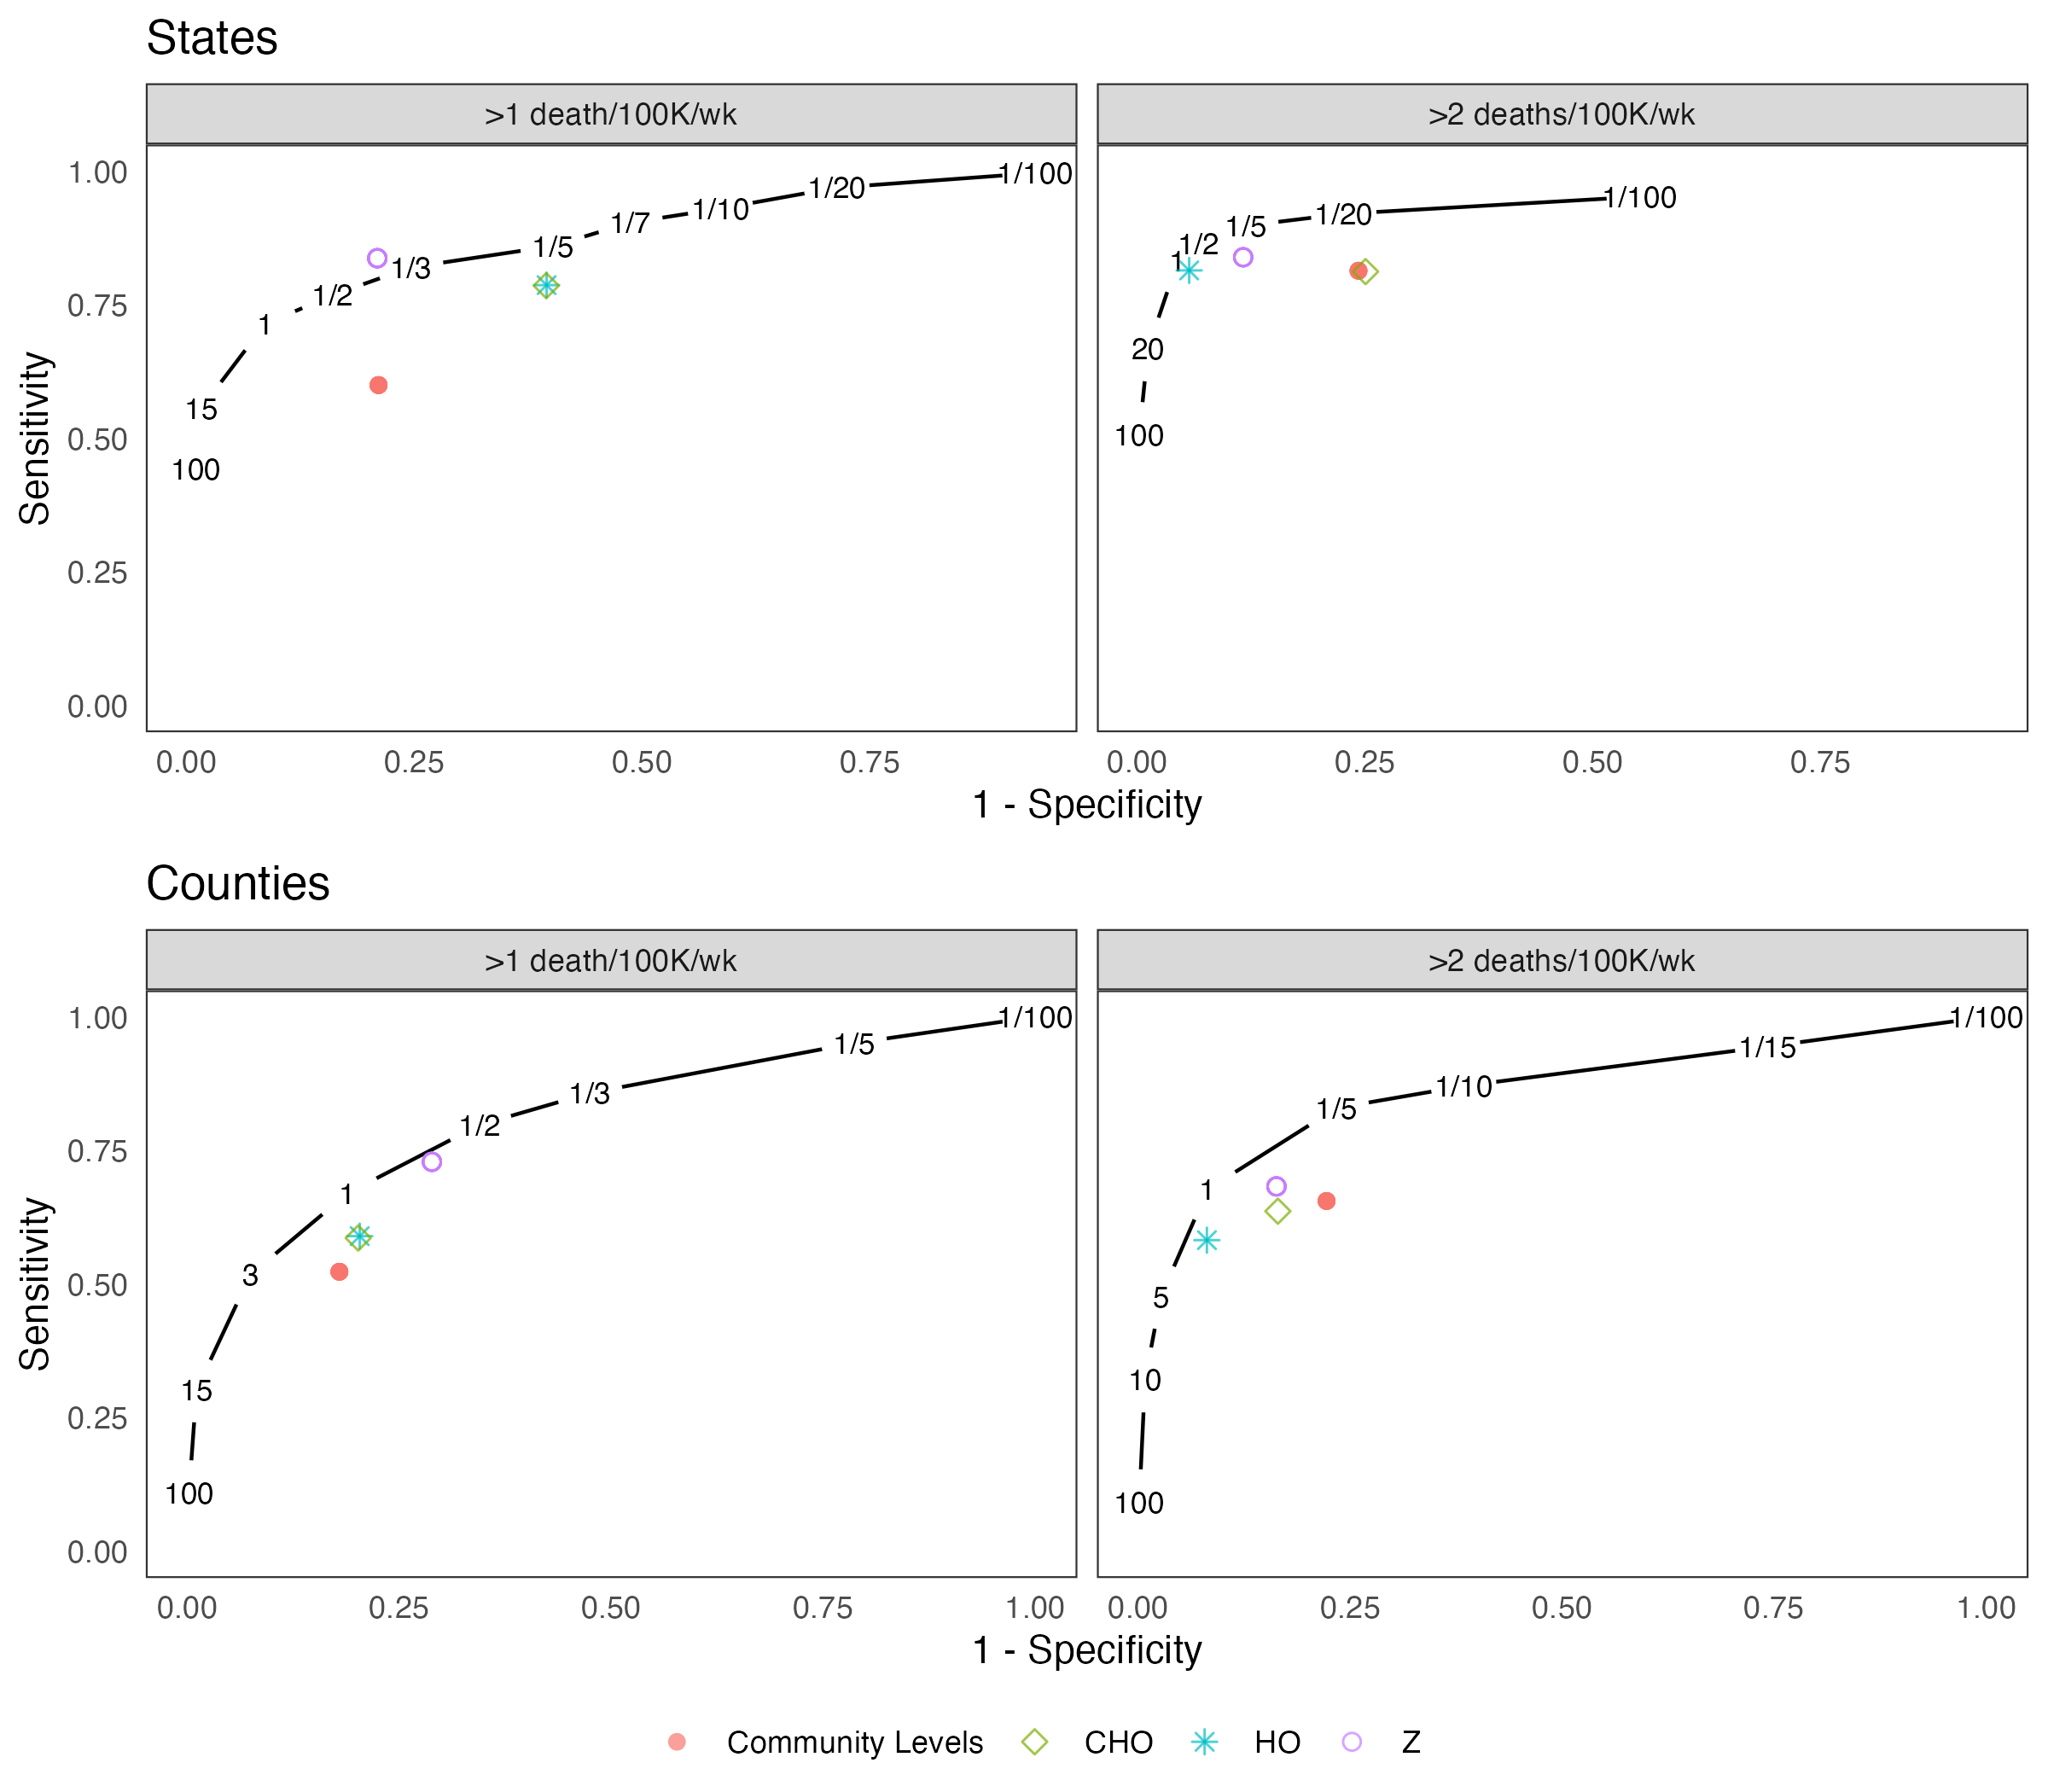 States
>1 death/100K/wk
>2 deaths/100K/wk
Sensitivity
1.00
0.75
0.50
0.25
0.00
100
15
1
1/2
1/3
1/5
1/7
1/10
1/20
1/100
100
20
1
1/2
1/5
1/20
1/100
0.00 0.25 0.50 0.75
0.00 0.25 0.50 0.75
1 - Specificity
Counties
>1 death/100K/wk
>2 deaths/100K/wk
Sensitivity
1.00
0.75
0.50
0.25
0.00
100
15
3
1
1/2
1/3
1/5
1/100
100
10
5
1
1/5
1/10
1/15
1/100
0.00 0.25 0.50 0.75 1.00
0.00 0.25 0.50 0.75 1.00
1 - Specificity
Community Levels CHO HO Z